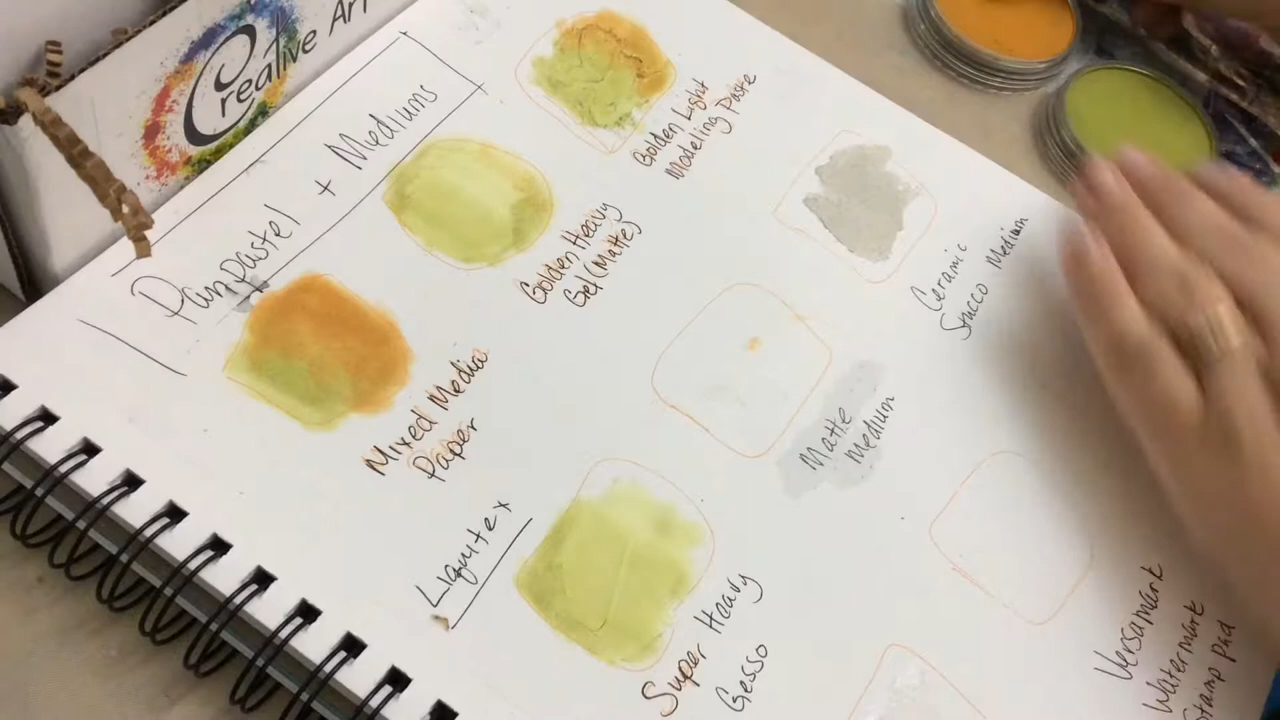 Creative Art
Panpastel + Mediums
Golden Light
Modeling Paste
Golden Heavy
Gel (Matte)
Mixed Media
Paper
Ceramic
Stucco Medium
Matte
Medium
Liquitex
Super Heavy
Gesso
Versamark
Watermark
Stamp pad